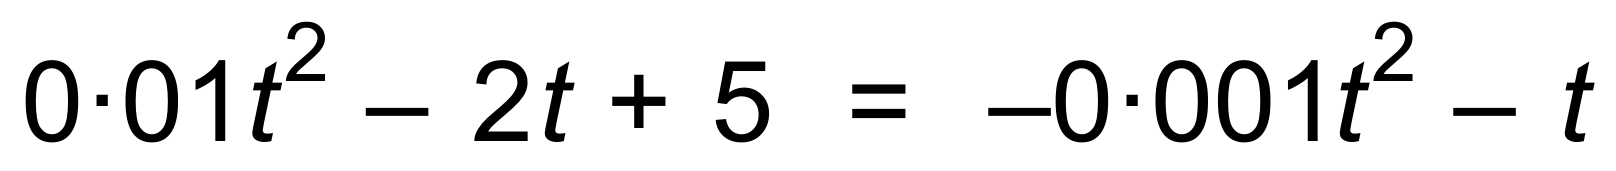 0·01t² – 2t + 5 = –0·001t² – t